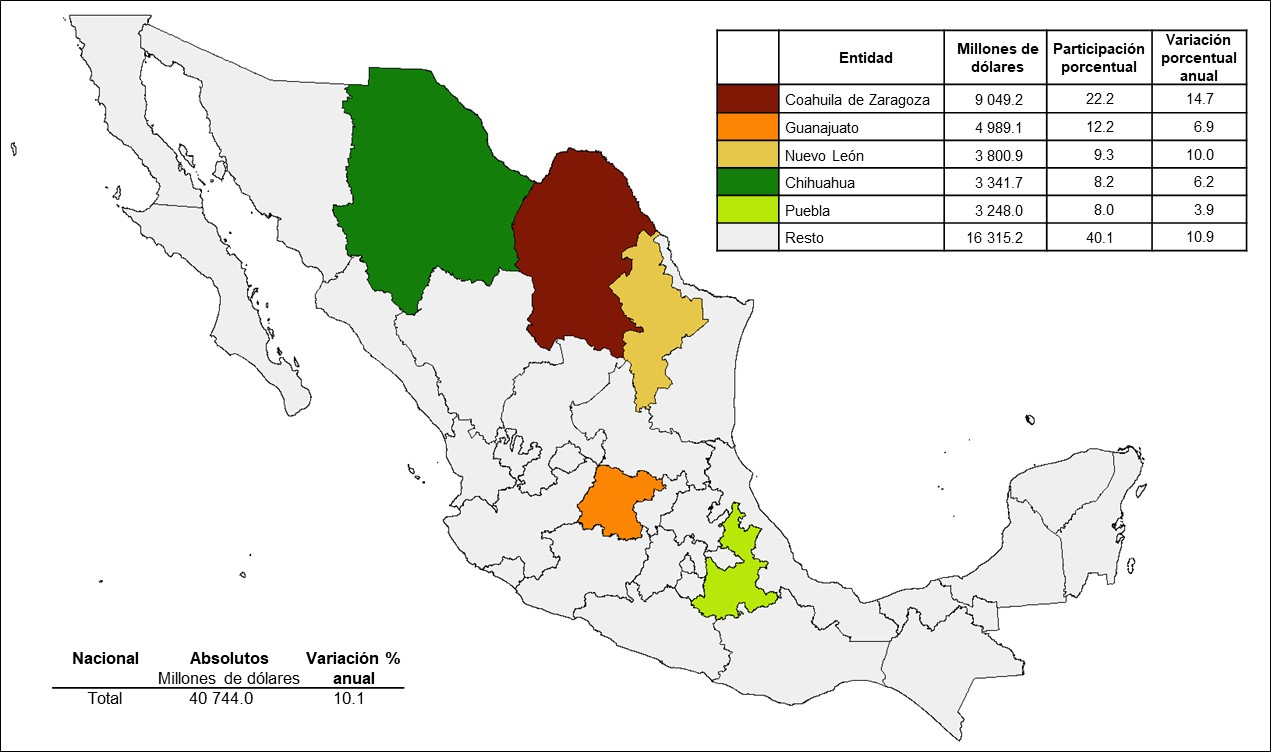 Entidad Millones de dólares Participación porcentual Variación porcentual anual
Coahuila de Zaragoza 9 049.2 22.2 14.7
Guanajuato 4 989.1 12.2 6.9
Nuevo León 3 800.9 9.3 10.0
Chihuahua 3 341.7 8.2 6.2
Puebla 3 248.0 8.0 3.9
Resto 16 315.2 40.1 10.9
Nacional Absolutos Variación %
Millones de dólares anual
Total 40 744.0 10.1